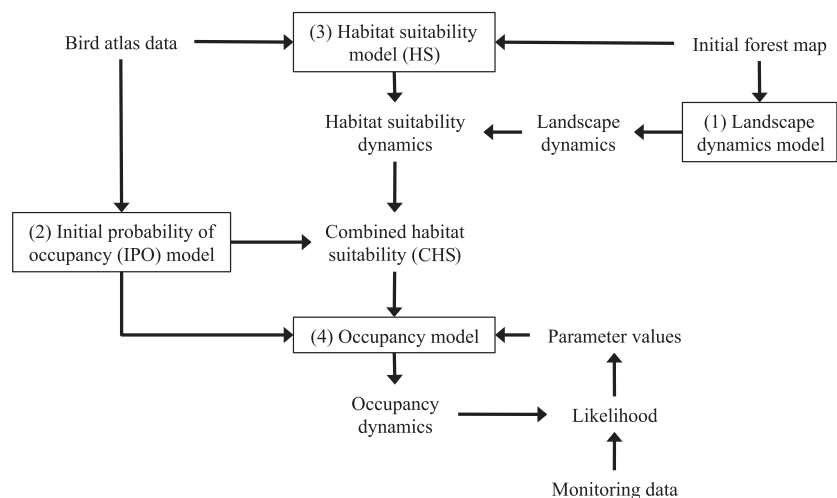 Bird atlas data
(3) Habitat suitability
model (HS)
Initial forest map
Habitat suitability
dynamics
Landscape
dynamics
(1) Landscape
dynamics model
(2) Initial probability of
occupancy (IPO) model
Combined habitat
suitability (CHS)
(4) Occupancy model
Parameter values
Occupancy
dynamics
Likelihood
Monitoring data